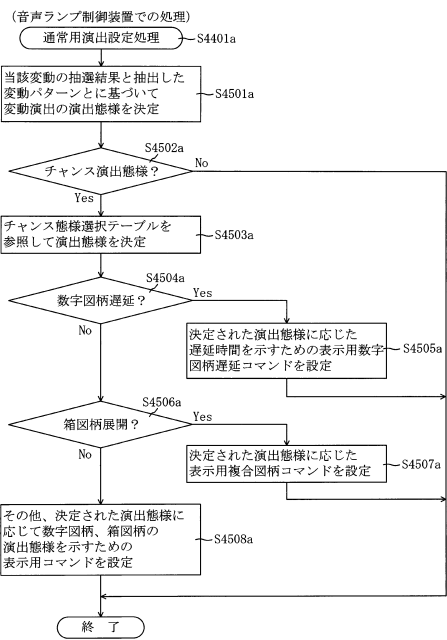 (音声ランプ制御装置での処理)
通常用演出設定処理
S4401a
当該変動の抽選結果と抽出した
変動パターンとに基づいて
変動演出の演出態様を決定
S4501a
S4502a
チャンス演出態様?
No
Yes
チャンス態様選択テーブルを
参照して演出態様を決定
S4503a
S4504a
数字図柄遅延?
Yes
No
決定された演出態様に応じた
遅延時間を示すための表示用数字
図柄遅延コマンドを設定
S4505a
S4506a
箱図柄展開?
Yes
No
決定された演出態様に応じた
表示用複合図柄コマンドを設定
S4507a
その他、決定された演出態様に
応じて数字図柄、箱図柄の
演出態様を示すための
表示用コマンドを設定
S4508a
終 了